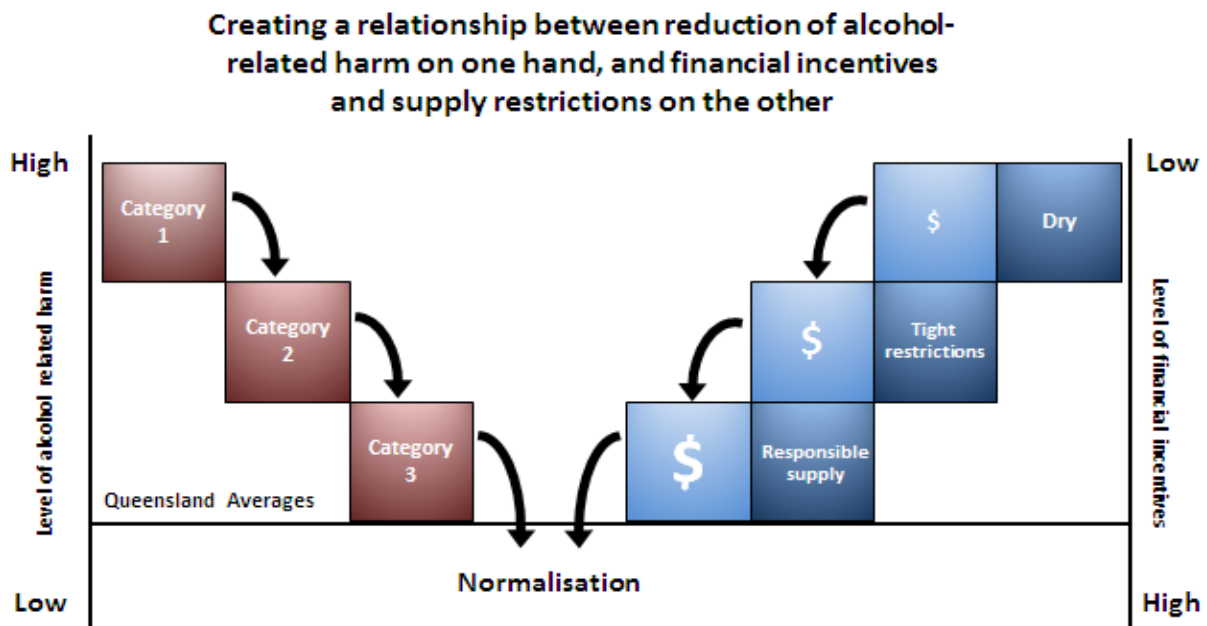 Creating a relationship between reduction of alcohol-
related harm on one hand, and financial incentives
and supply restrictions on the other
High
Low
Level of alcohol related harm
Level of financial incentives
Category
1
$
Dry
Category
2
$
Tight
restrictions
Category
3
$
Responsible
supply
Queensland Averages
Normalisation
Low
High